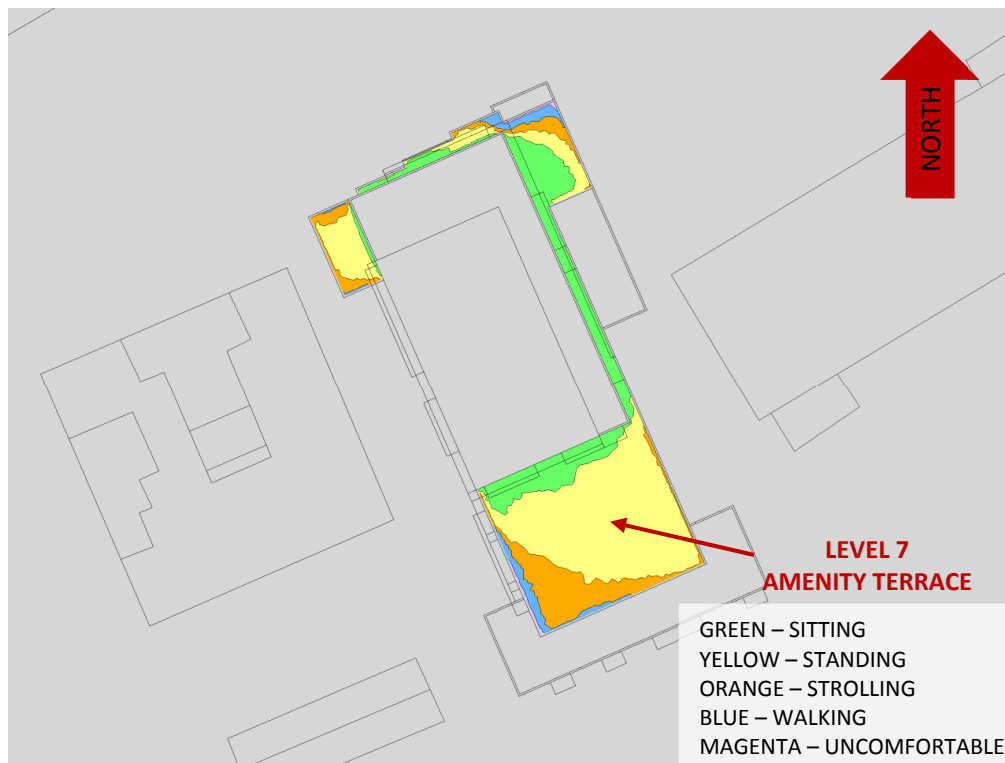 NORTH
LEVEL 7
AMENITY TERRACE
GREEN – SITTING
YELLOW – STANDING
ORANGE – STROLLING
BLUE – WALKING
MAGENTA – UNCOMFORTABLE